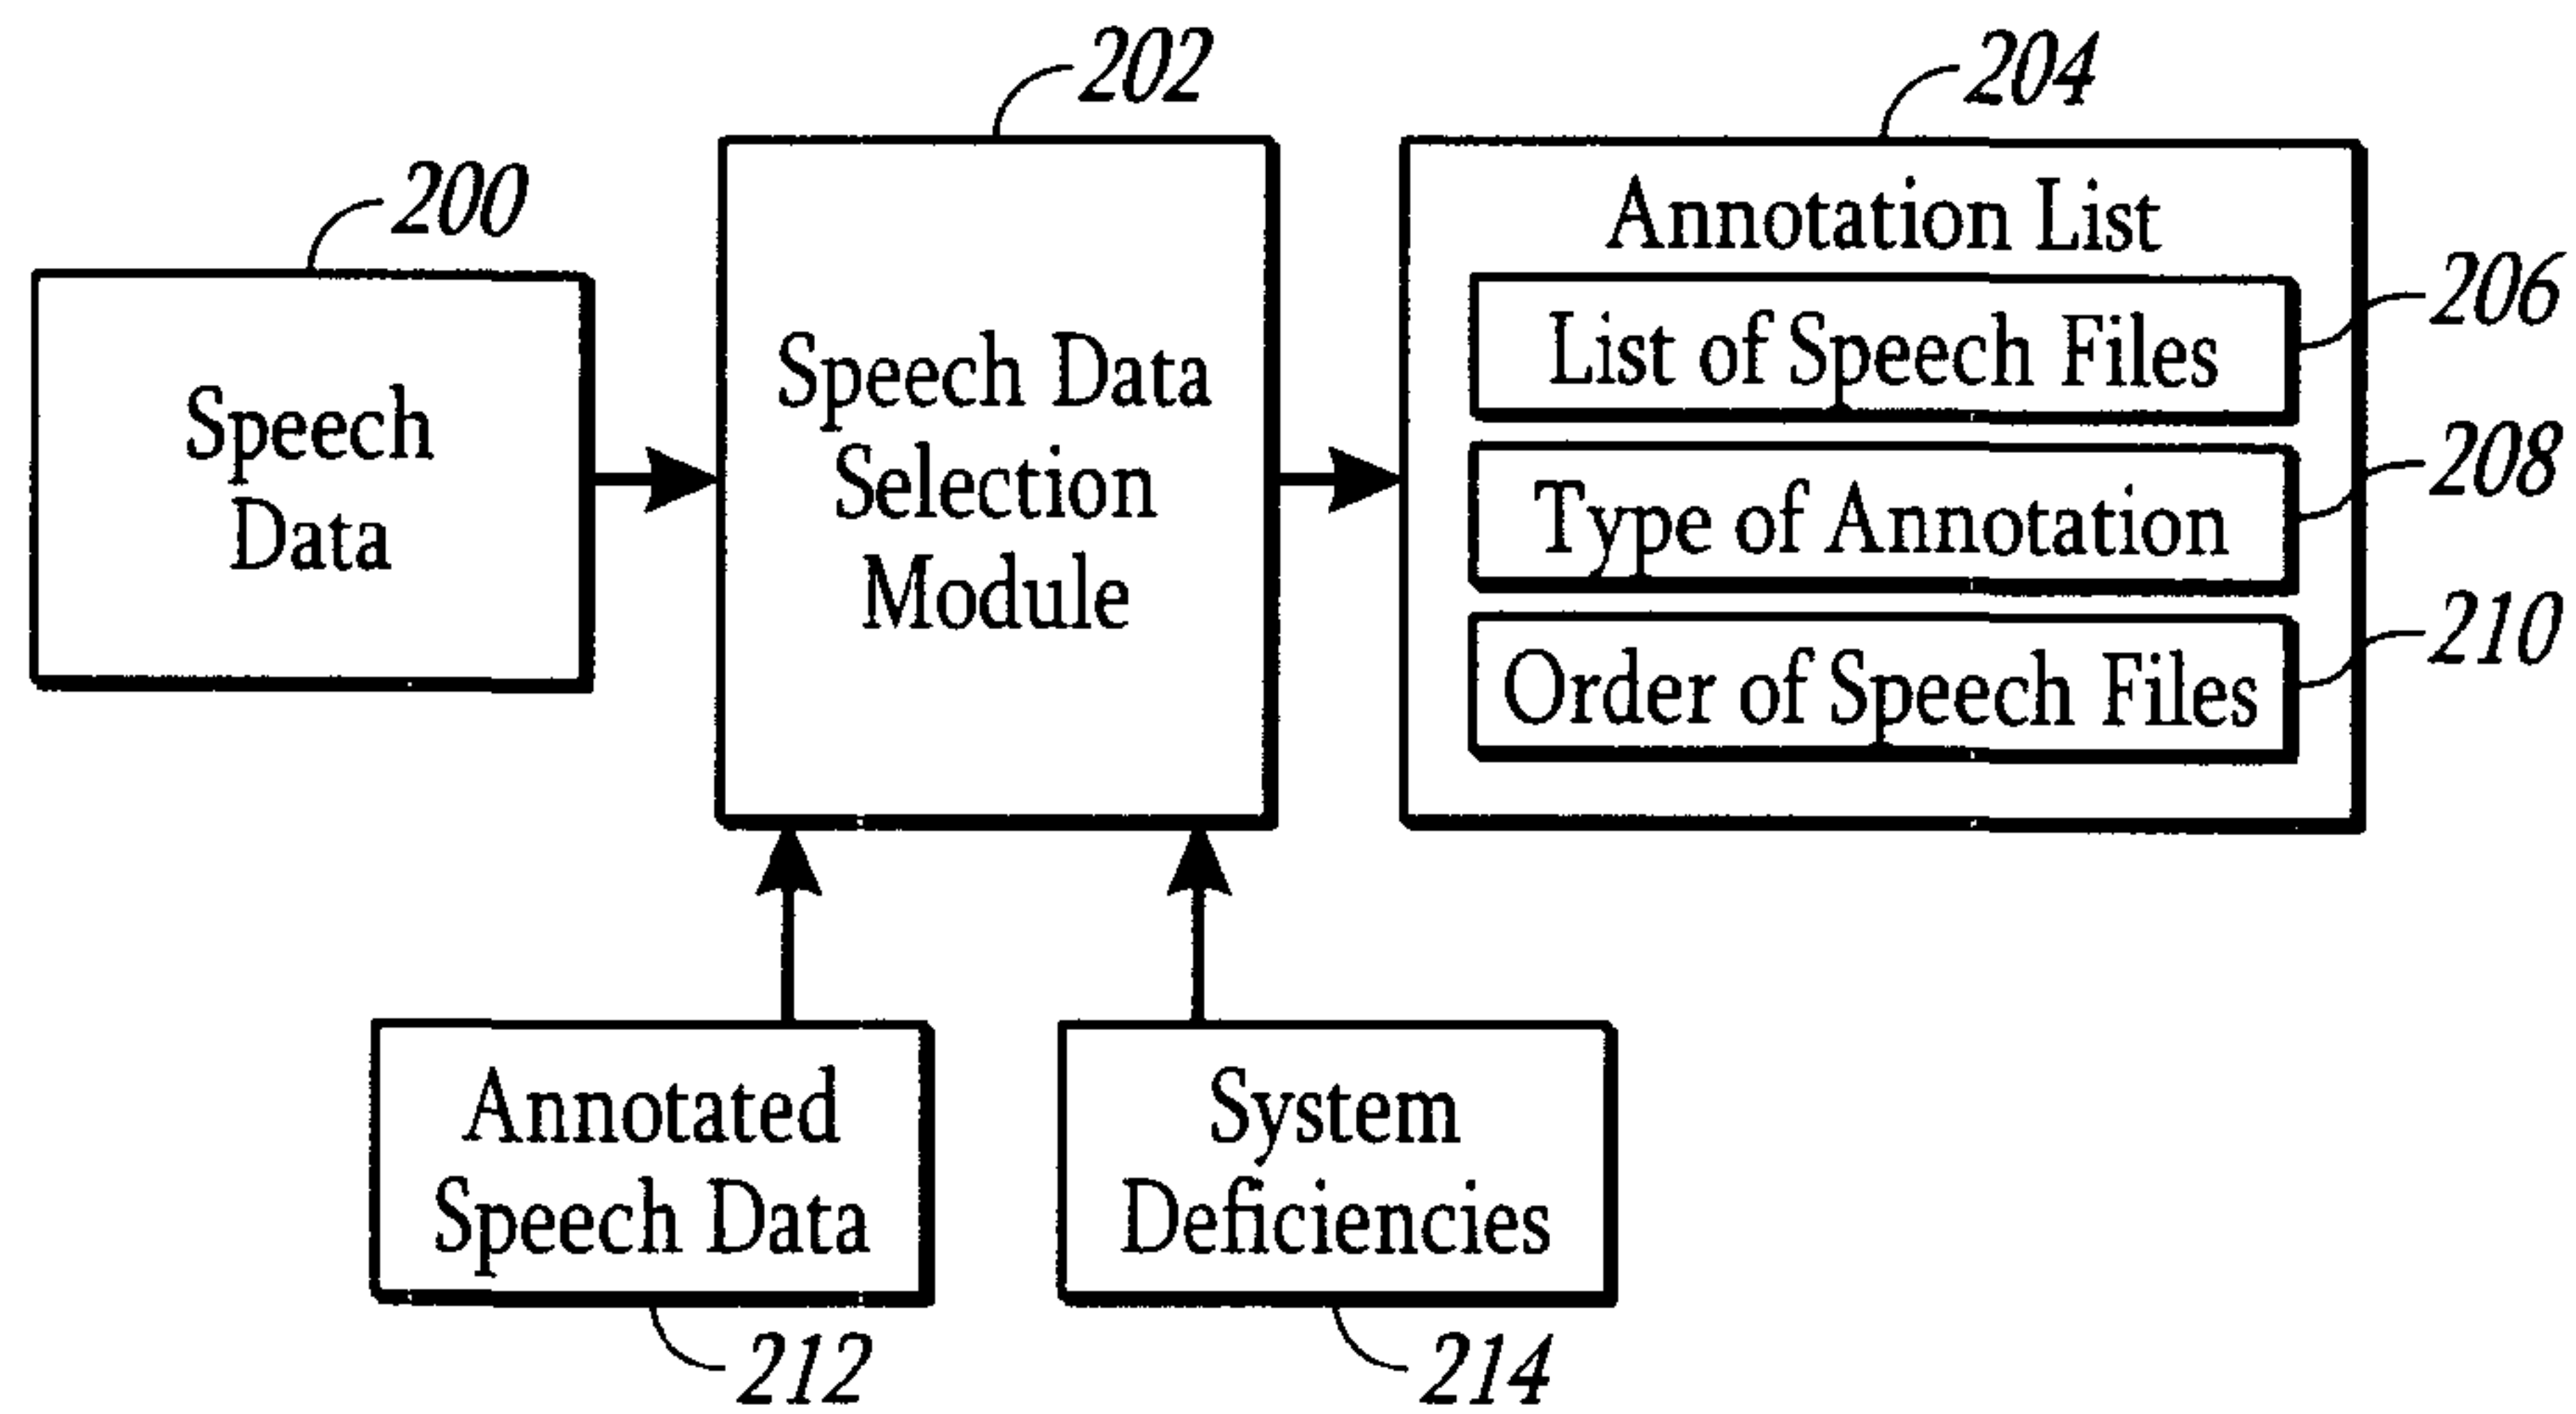 202
204
200
Annotation List
206
List of Speech Files
Speech Data
Selection
Module
Speech
Data
208
Type of Annotation
210
Order of Speech Files
Annotated
Speech Data
System
Deficiencies
212
214